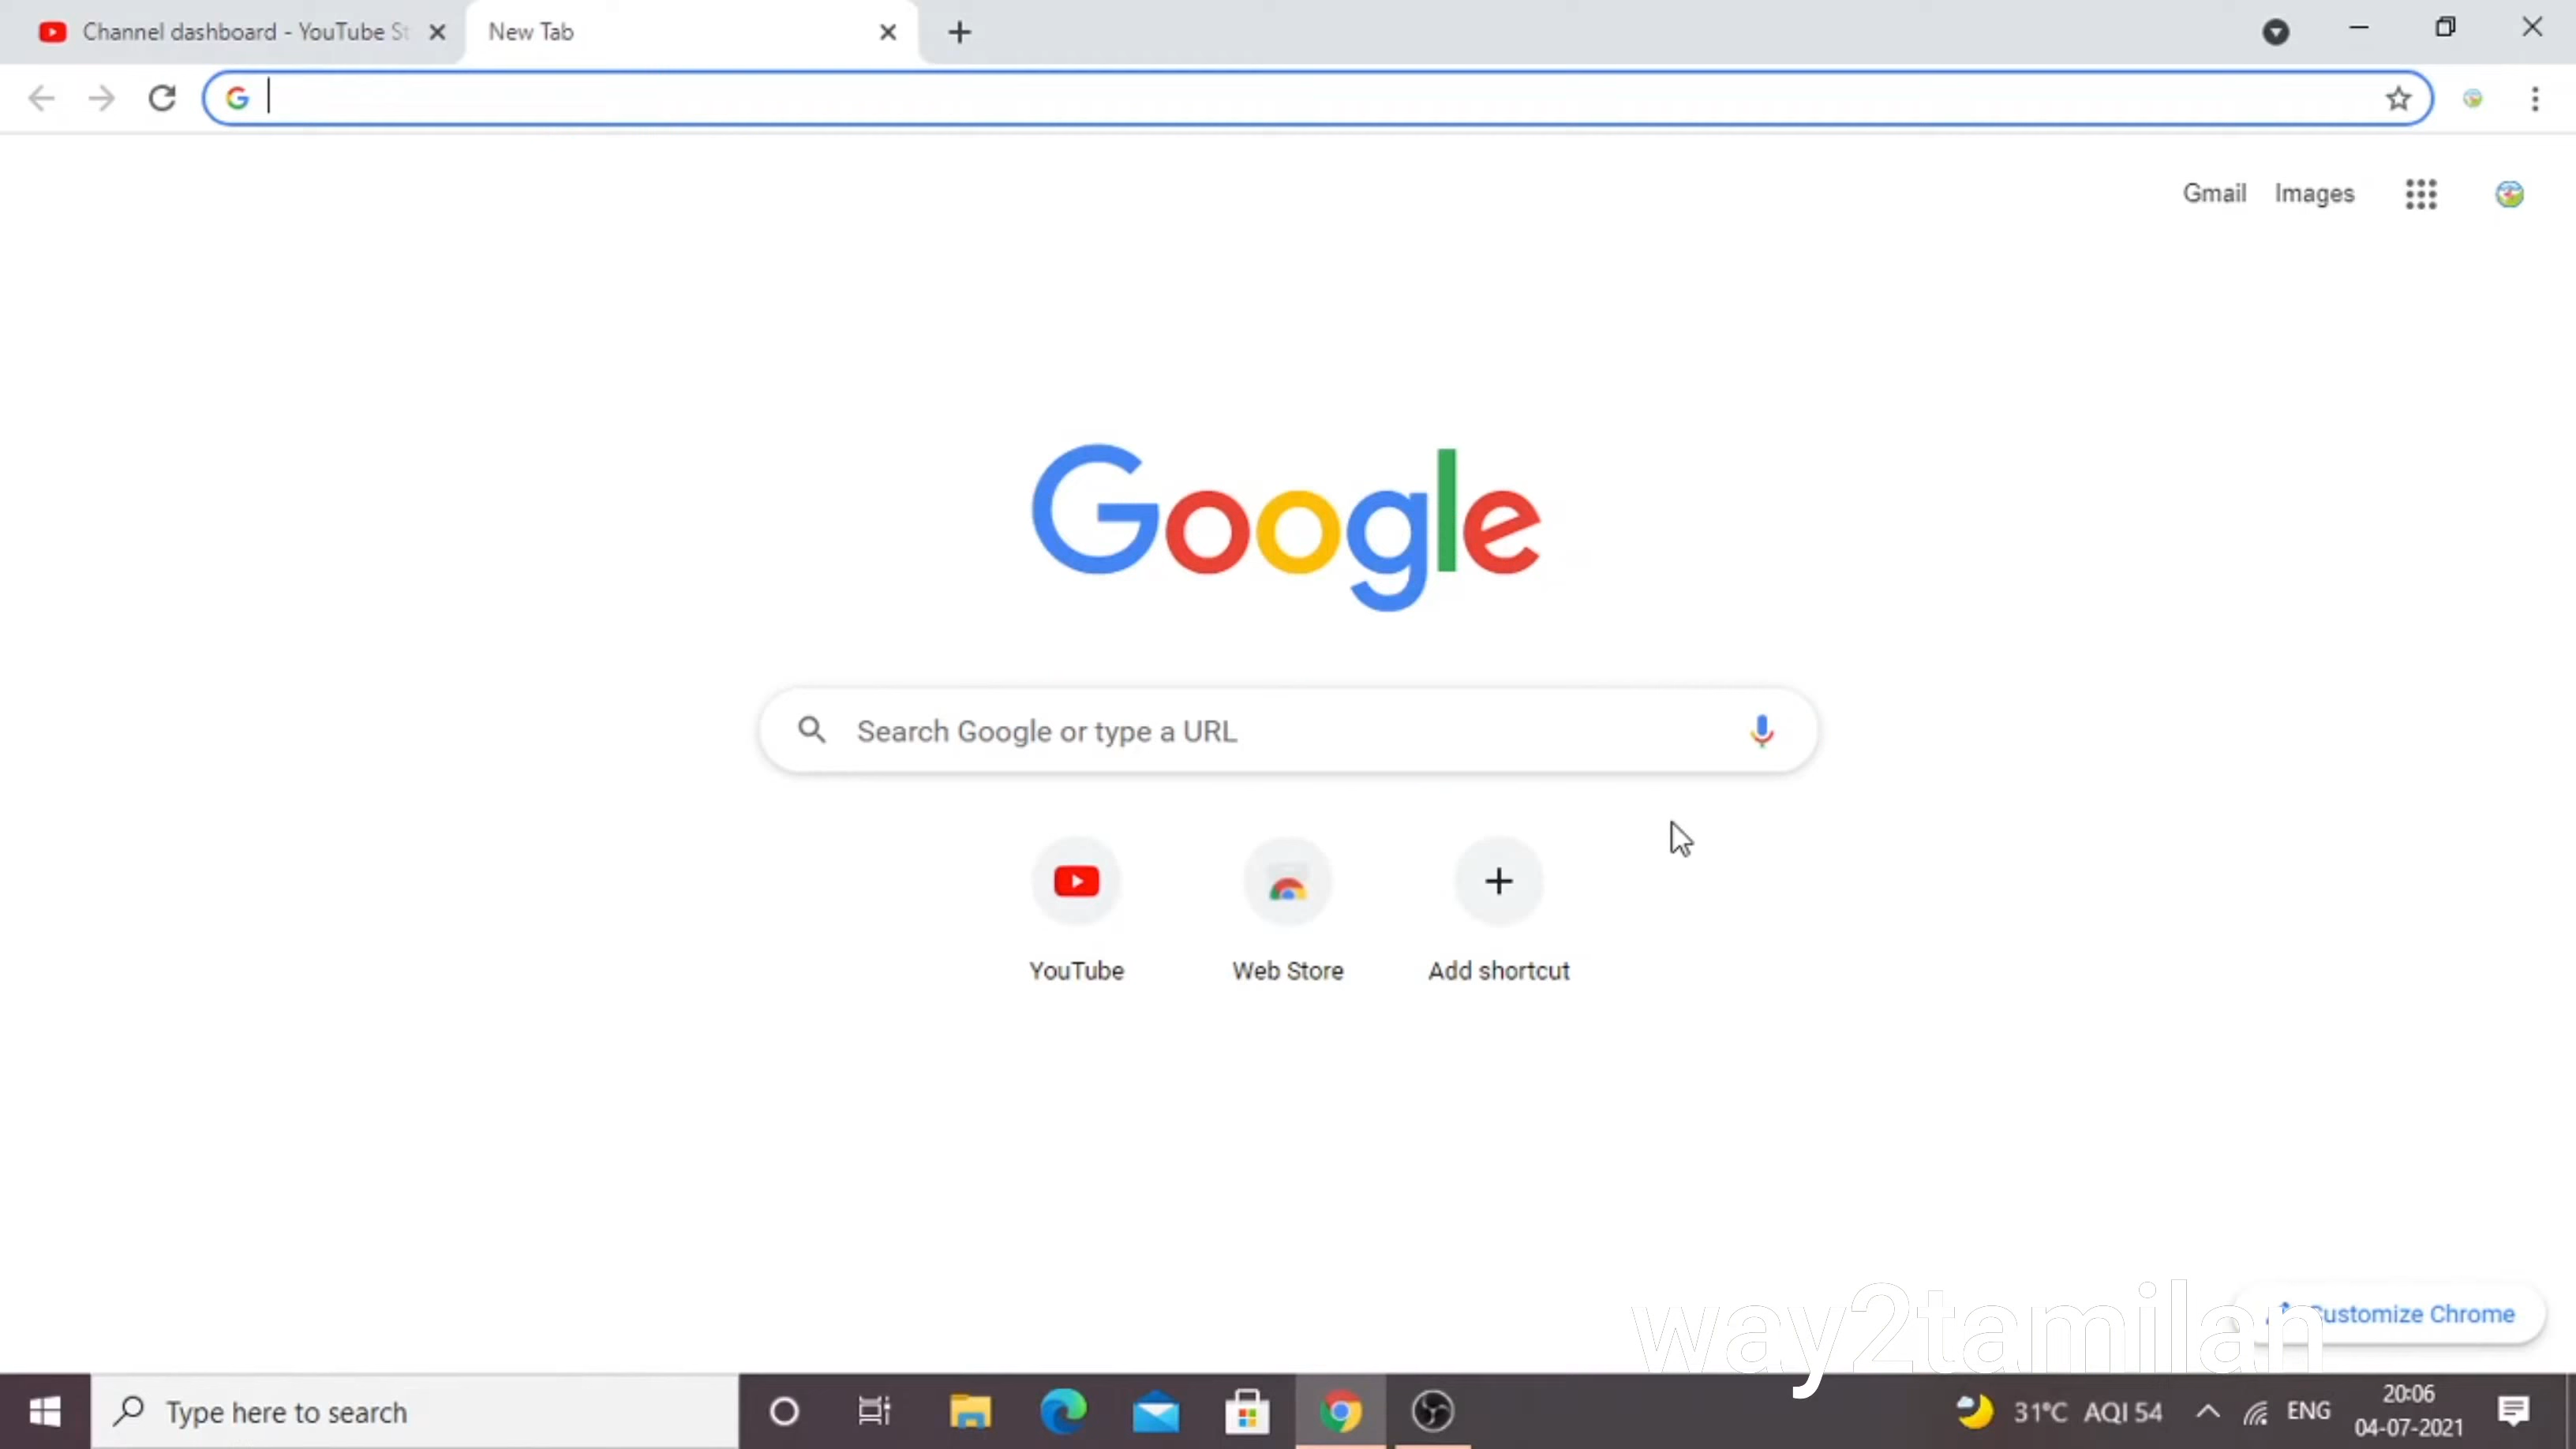 Channel dashboard - YouTube St
New Tab
Gmail Images
Google
Search Google or type a URL
YouTube
Web Store
Add shortcut
Customize Chrome
way2tamilan
Type here to search
31°C AQI 54
ENG
20:06
04-07-2021